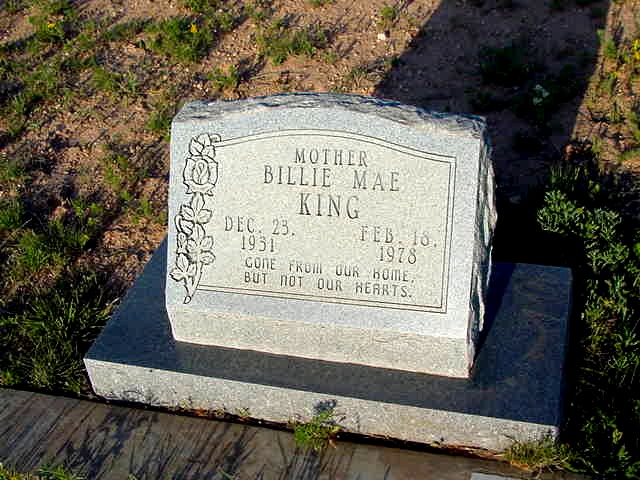 MOTHER
BILLIE MAE
KING
DEC. 23, FEB. 18,
1931 1978
GONE FROM OUR HOME,
BUT NOT OUR HEARTS.